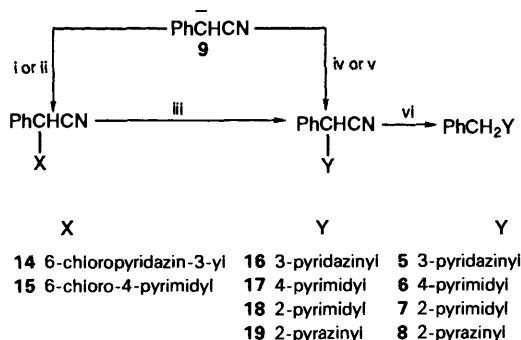 PhC̅HCN
9
i or ii
iv or v
PhCHCN iii PhCHCN vi PhCH₂Y
X Y
X Y Y
14 6-chloropyridazin-3-yl 16 3-pyridazinyl 5 3-pyridazinyl
15 6-chloro-4-pyrimidyl 17 4-pyrimidyl 6 4-pyrimidyl
18 2-pyrimidyl 7 2-pyrimidyl
19 2-pyrazinyl 8 2-pyrazinyl